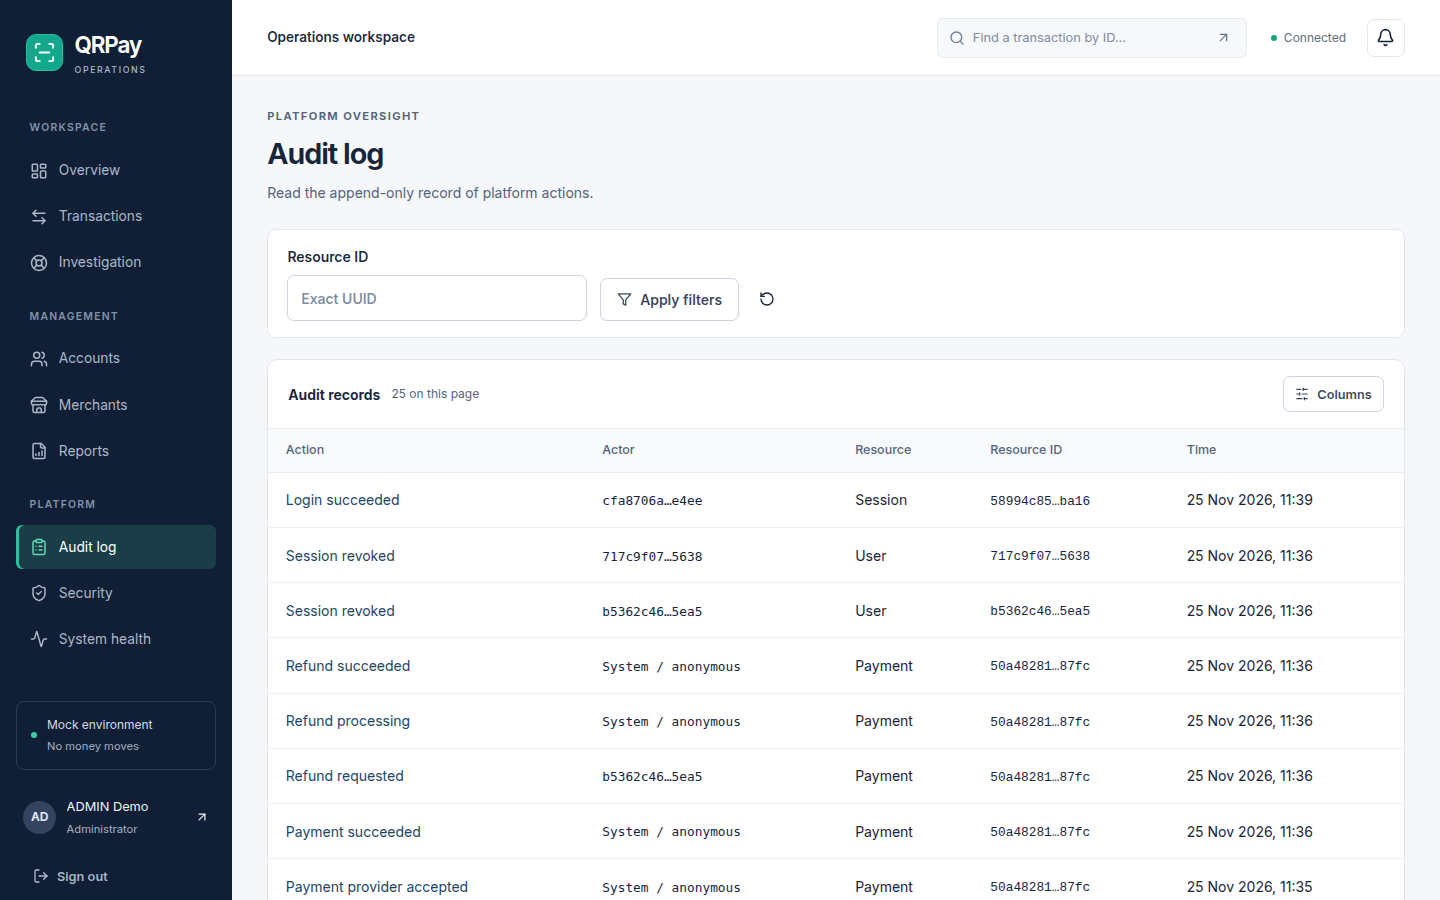 QRPay
OPERATIONS
WORKSPACE
Overview
Transactions
Investigation
MANAGEMENT
Accounts
Merchants
Reports
PLATFORM
Audit log
Security
System health
Mock environment
No money moves
AD
ADMIN Demo
Administrator
Sign out
Operations workspace
Find a transaction by ID...
Connected
PLATFORM OVERSIGHT
Audit log
Read the append-only record of platform actions.
Resource ID
Exact UUID
Apply filters
Audit records 25 on this page
Columns
Action Actor Resource Resource ID Time
Login succeeded cfa8706a…e4ee Session 58994c85…ba16 25 Nov 2026, 11:39
Session revoked 717c9f07…5638 User 717c9f07…5638 25 Nov 2026, 11:36
Session revoked b5362c46…5ea5 User b5362c46…5ea5 25 Nov 2026, 11:36
Refund succeeded System / anonymous Payment 50a48281…87fc 25 Nov 2026, 11:36
Refund processing System / anonymous Payment 50a48281…87fc 25 Nov 2026, 11:36
Refund requested b5362c46…5ea5 Payment 50a48281…87fc 25 Nov 2026, 11:36
Payment succeeded System / anonymous Payment 50a48281…87fc 25 Nov 2026, 11:36
Payment provider accepted System / anonymous Payment 50a48281…87fc 25 Nov 2026, 11:35